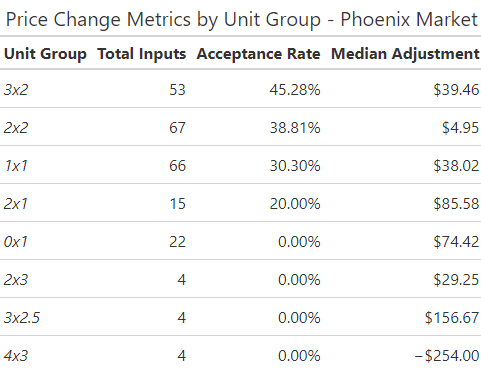 Price Change Metrics by Unit Group - Phoenix Market
Unit Group Total Inputs Acceptance Rate Median Adjustment
3x2 53 45.28% $39.46
2x2 67 38.81% $4.95
1x1 66 30.30% $38.02
2x1 15 20.00% $85.58
0x1 22 0.00% $74.42
2x3 4 0.00% $29.25
3x2.5 4 0.00% $156.67
4x3 4 0.00% −$254.00